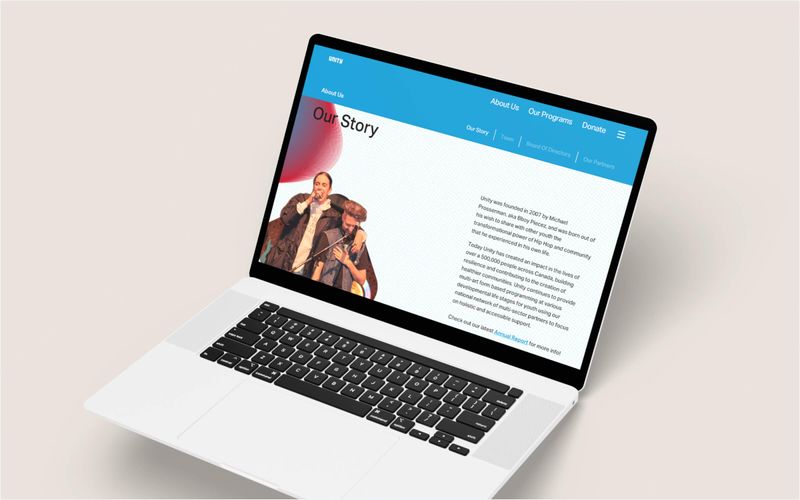 UNITY
About Us
Our Programs
Donate
About Us
Our Story
Our Story
Team
Board Of Directors
Our Partners
Unity was founded in 2007 by Michael
Prosserman, aka Bboy Piecez, and was born out of
his wish to share with other youth the
transformational power of Hip Hop and community
that he experienced in his own life.
Today Unity has created an impact in the lives of
over a 500,000 people across Canada, building
resilience and contributing to the creation of
healthier communities. Unity continues to provide
multi-art form based programming at various
developmental life stages for youth using our
national network of multi-sector partners to focus
on holistic and accessible support.
Check out our latest Annual Report for more info!